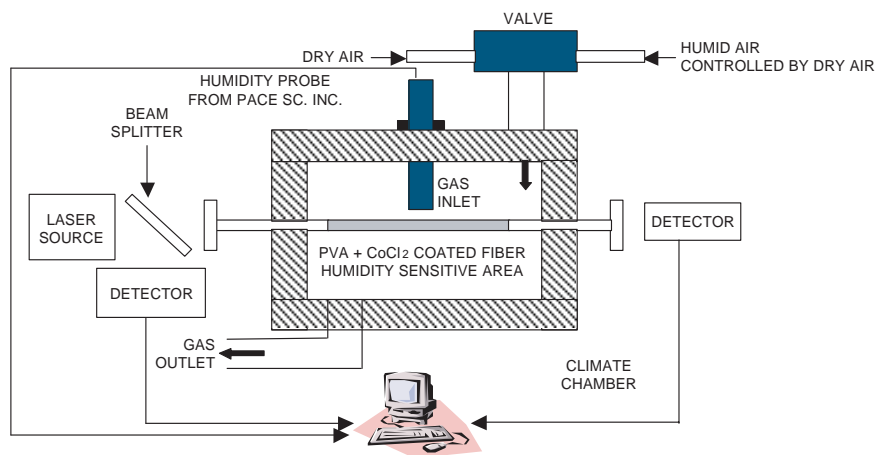 VALVE
DRY AIR
HUMID AIR
CONTROLLED BY DRY AIR
HUMIDITY PROBE
FROM PACE SC. INC.
BEAM
SPLITTER
GAS
INLET
LASER
SOURCE
DETECTOR
PVA + CoCl2 COATED FIBER
HUMIDITY SENSITIVE AREA
DETECTOR
GAS
OUTLET
CLIMATE
CHAMBER